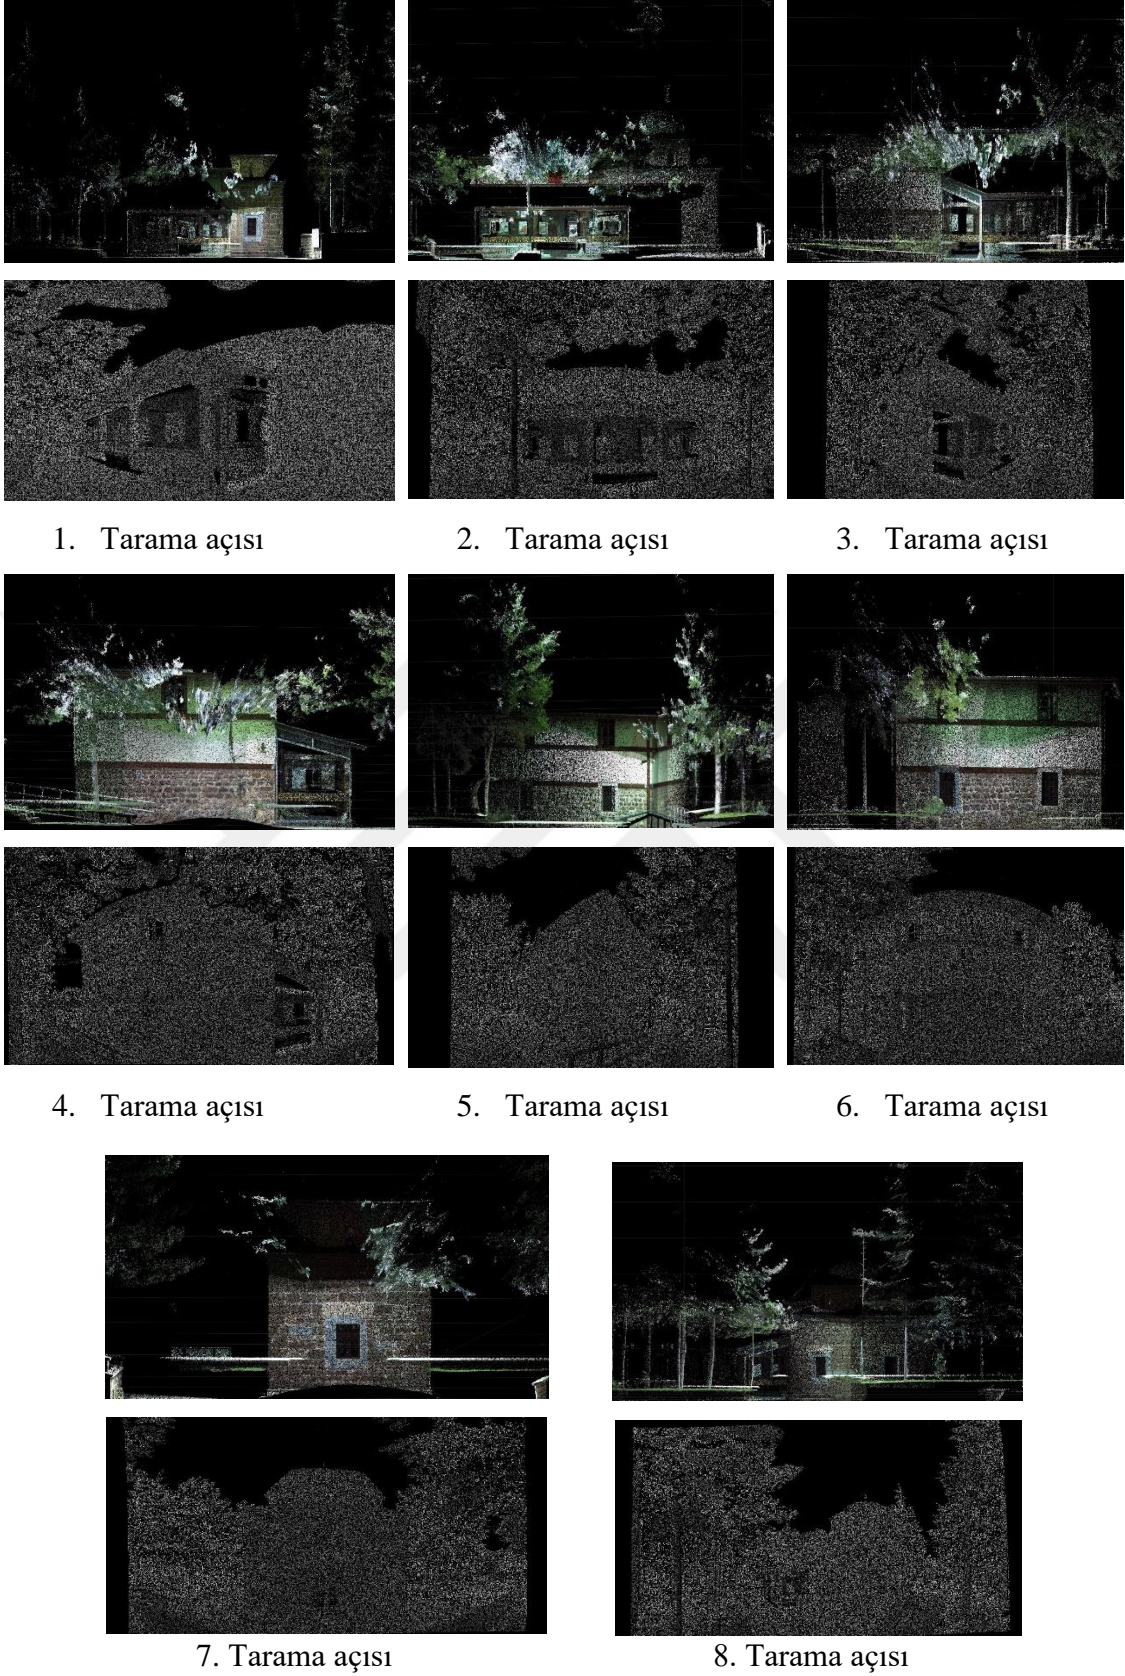 1. Tarama açısı
2. Tarama açısı
3. Tarama açısı
4. Tarama açısı
5. Tarama açısı
6. Tarama açısı
7. Tarama açısı
8. Tarama açısı